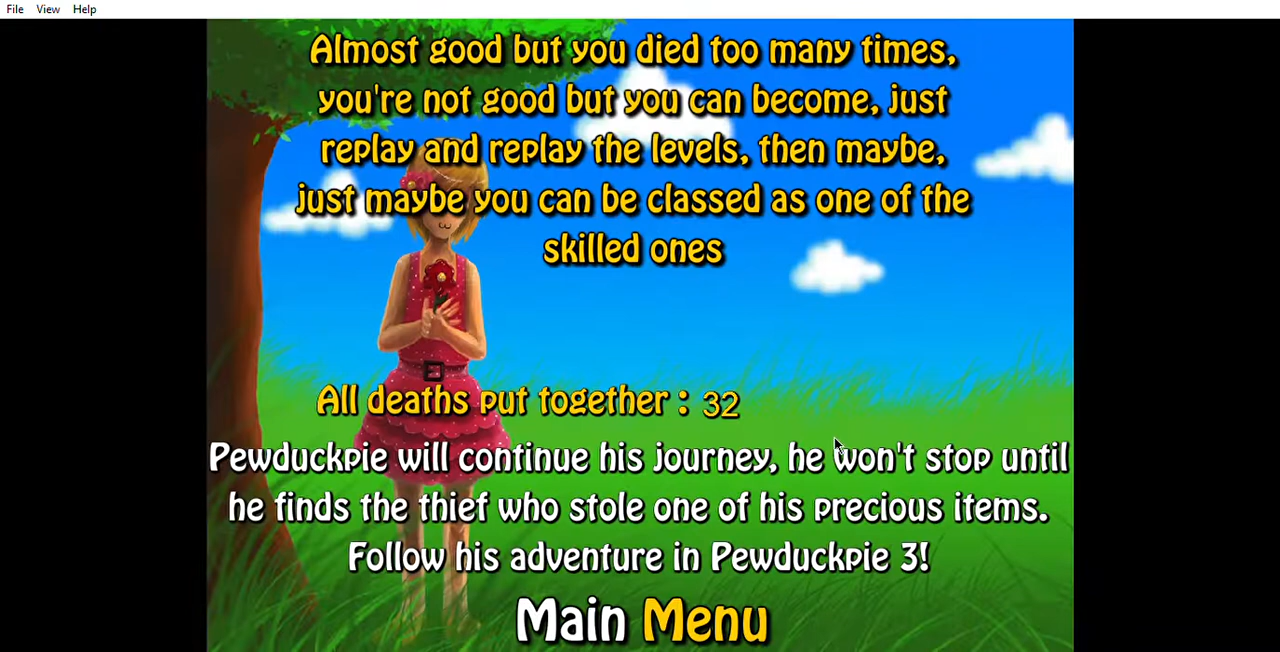 File View Help
Almost good but you died too many times,
you're not good but you can become, just
replay and replay the levels, then maybe,
just maybe you can be classed as one of the
skilled ones
All deaths put together : 32
Pewduckpie will continue his journey, he won't stop until
he finds the thief who stole one of his precious items.
Follow his adventure in Pewduckpie 3!
Main Menu